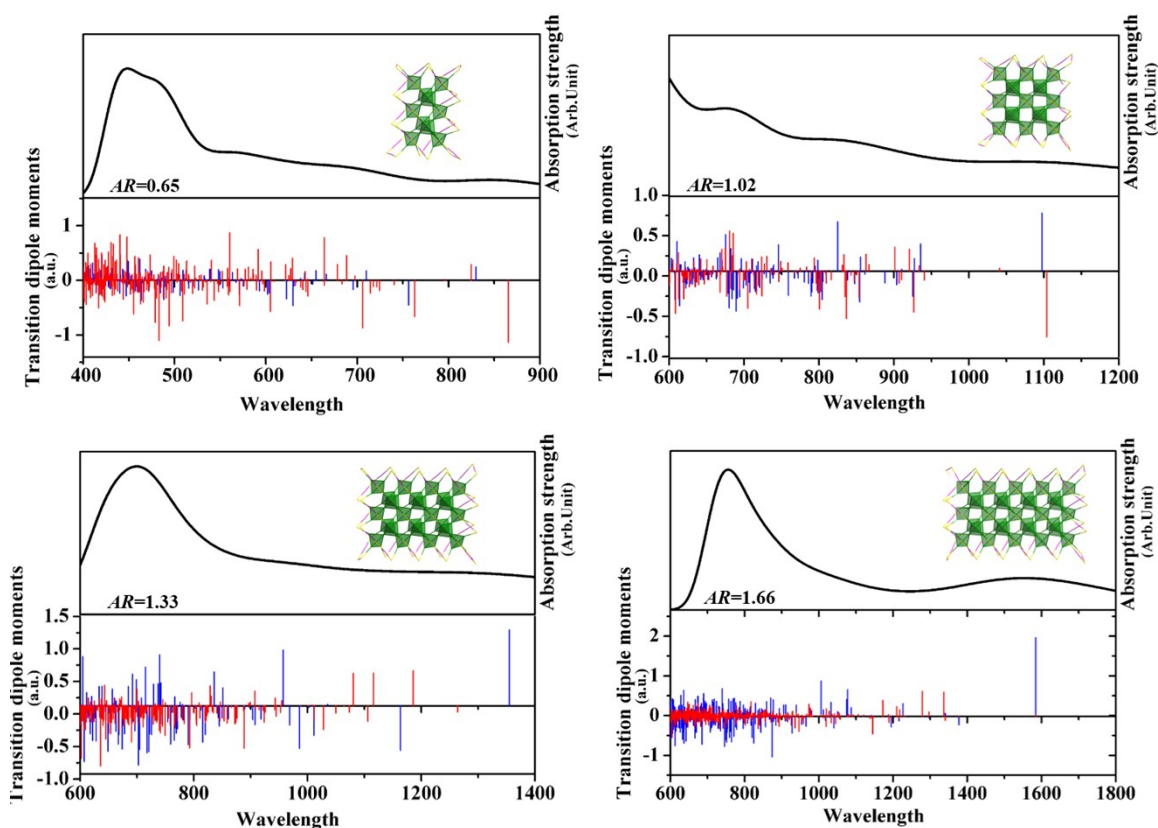 Absorption strength
(Arb.Unit)
AR=0.65
Transition dipole moments
(a.u.)
1
0
-1
400 500 600 700 800 900
Wavelength
Absorption strength
(Arb.Unit)
AR=1.02
Transition dipole moments
(a.u.)
1.0
0.5
0.0
-0.5
-1.0
600 700 800 900 1000 1100 1200
Wavelength
Absorption strength
(Arb.Unit)
AR=1.33
Transition dipole moments
(a.u.)
1.5
1.0
0.5
0.0
-0.5
-1.0
600 800 1000 1200 1400
Wavelength
Absorption strength
(Arb.Unit)
AR=1.66
Transition dipole moments
(a.u.)
2
1
0
-1
600 800 1000 1200 1400 1600 1800
Wavelength